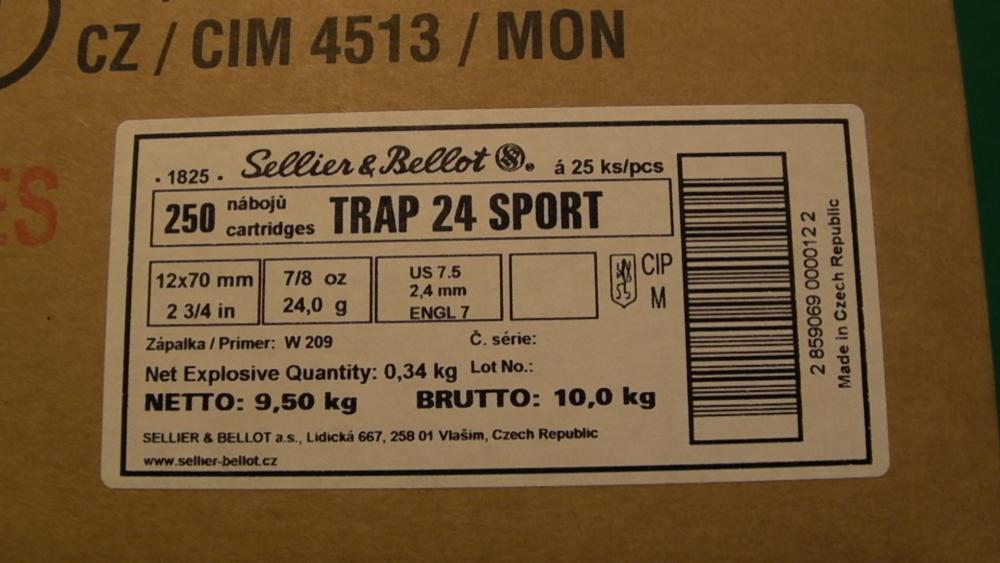 CZ / CIM 4513 / MON
ES
· 1825 · Sellier & Bellot SB ® á 25 ks/pcs
250 nábojů cartridges TRAP 24 SPORT
12x70 mm
2 3/4 in
7/8 oz
24,0 g
US 7.5
2,4 mm
ENGL 7
CIP
M
Zápalka / Primer: W 209
Č. série:
Net Explosive Quantity: 0,34 kg
Lot No.:
NETTO: 9,50 kg BRUTTO: 10,0 kg
SELLIER & BELLOT a.s., Lidická 667, 258 01 Vlašim, Czech Republic
www.sellier-bellot.cz
2 859069 000012 2
Made in Czech Republic